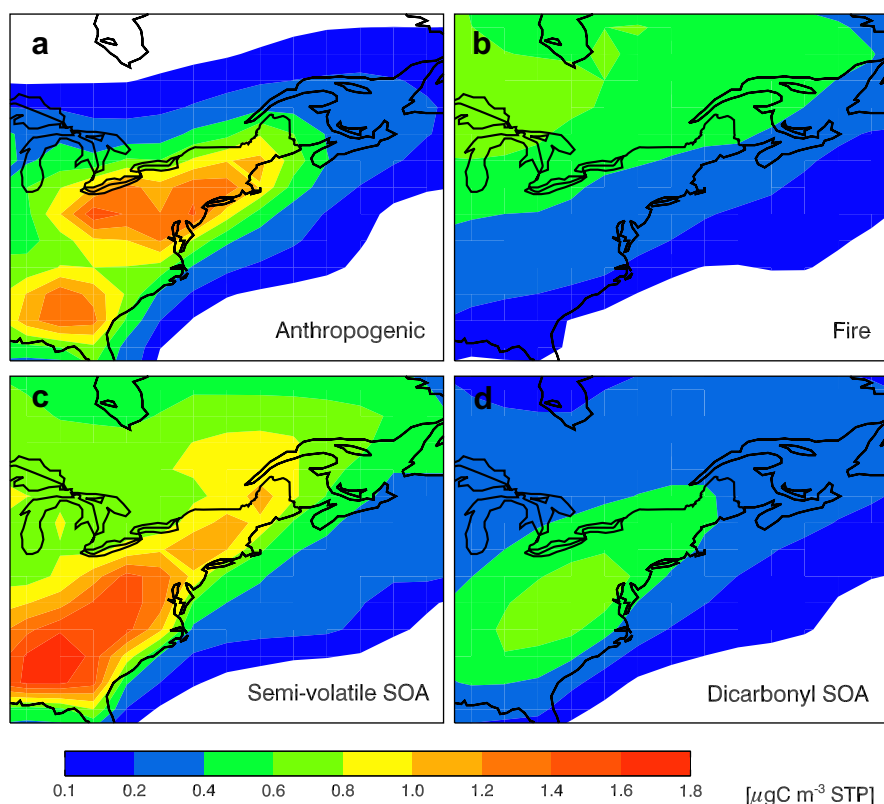 a
b
Anthropogenic
Fire
c
d
Semi-volatile SOA
Dicarbonyl SOA
0.1 0.2 0.4 0.6 0.8 1.0 1.2 1.4 1.6 1.8
[μgC m⁻³ STP]